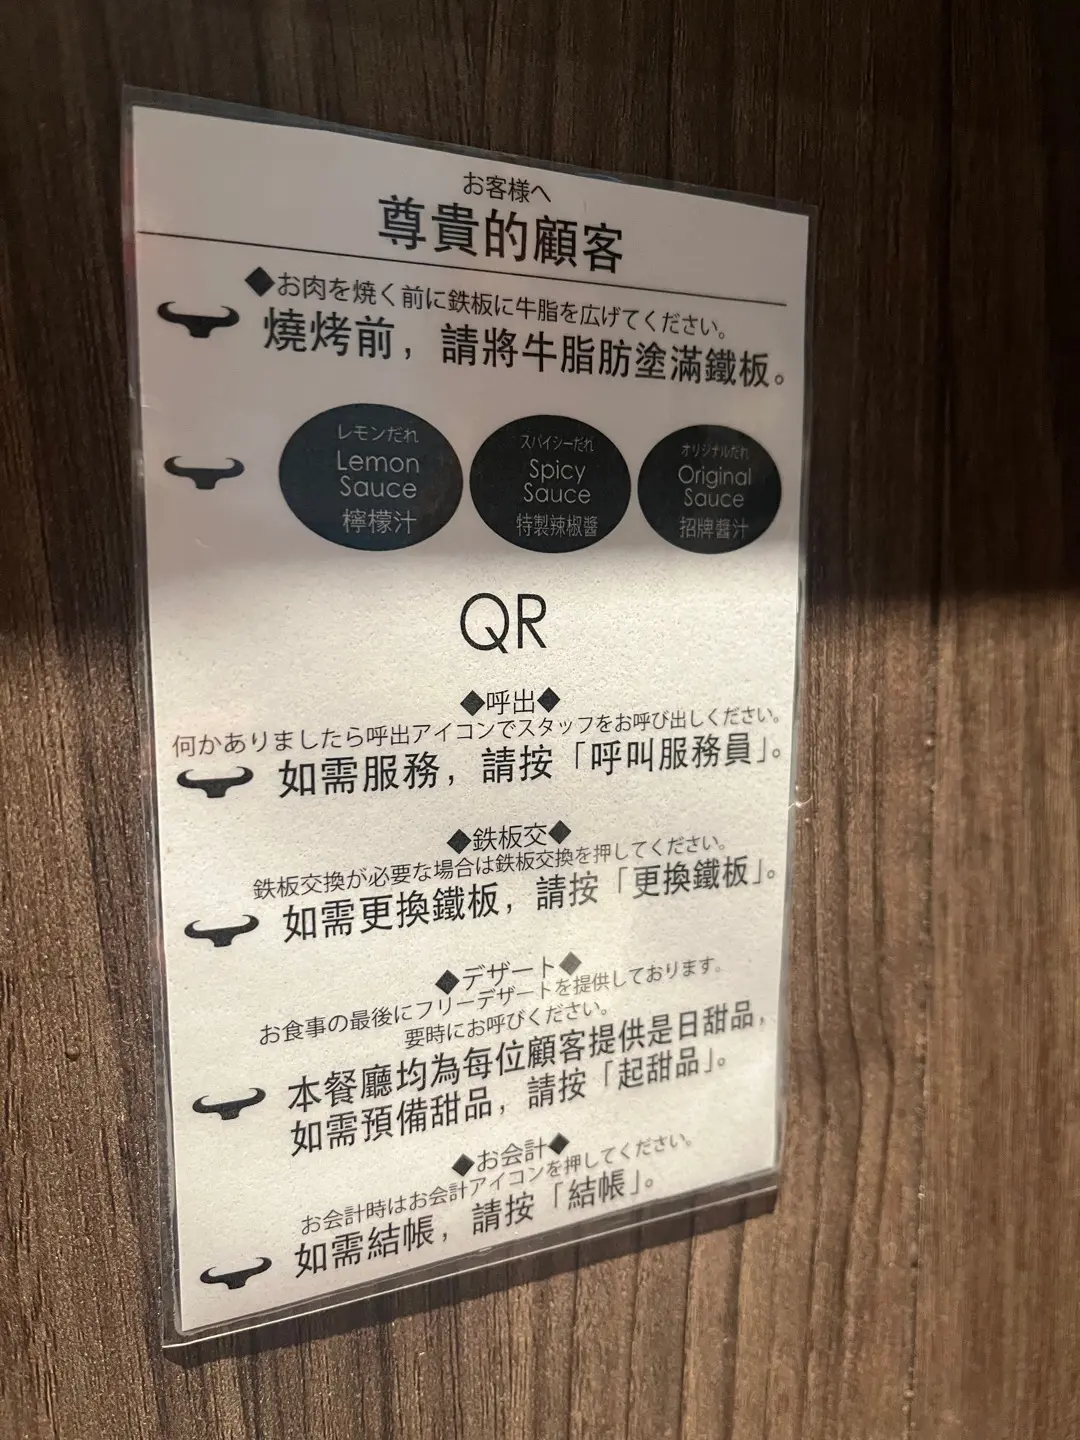 お客様へ
尊貴的顧客
◆お肉を焼く前に鉄板に牛脂を広げてください。
燒烤前，請將牛脂肪塗滿鐵板。
レモンだれ
Lemon
Sauce
檸檬汁
スパイシーだれ
Spicy
Sauce
特製辣椒醬
オリジナルだれ
Original
Sauce
招牌醬汁
QR
◆呼出◆
何かありましたら呼出アイコンでスタッフをお呼び出しください。
如需服務，請按「呼叫服務員」。
◆鉄板交◆
鉄板交換が必要な場合は鉄板交換を押してください。
如需更換鐵板，請按「更換鐵板」。
◆デザート◆
お食事の最後にフリーデザートを提供しております。
要時にお呼びください。
本餐廳均為每位顧客提供是日甜品，
如需預備甜品，請按「起甜品」。
◆お会計◆
お会計時はお会計アイコンを押してください。
如需結帳，請按「結帳」。